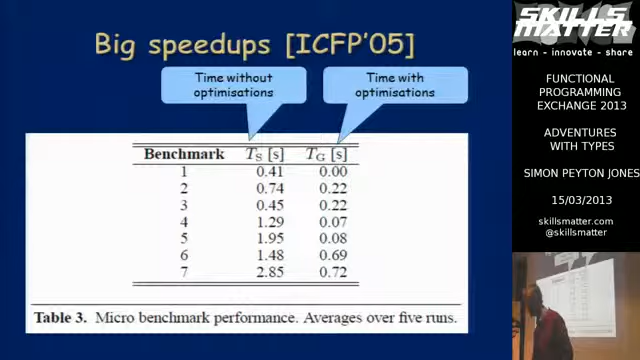 Big speedups [ICFP'05]
Time without
optimisations
Time with
optimisations
Benchmark TS [s] TG [s]
1 0.41 0.00
2 0.74 0.22
3 0.45 0.22
4 1.29 0.07
5 1.95 0.08
6 1.48 0.69
7 2.85 0.72
Table 3. Micro benchmark performance. Averages over five runs.
SKILLS
MATTER
learn - innovate - share
FUNCTIONAL
PROGRAMMING
EXCHANGE 2013
ADVENTURES
WITH TYPES
SIMON PEYTON JONES
15/03/2013
skillsmatter.com
@skillsmatter